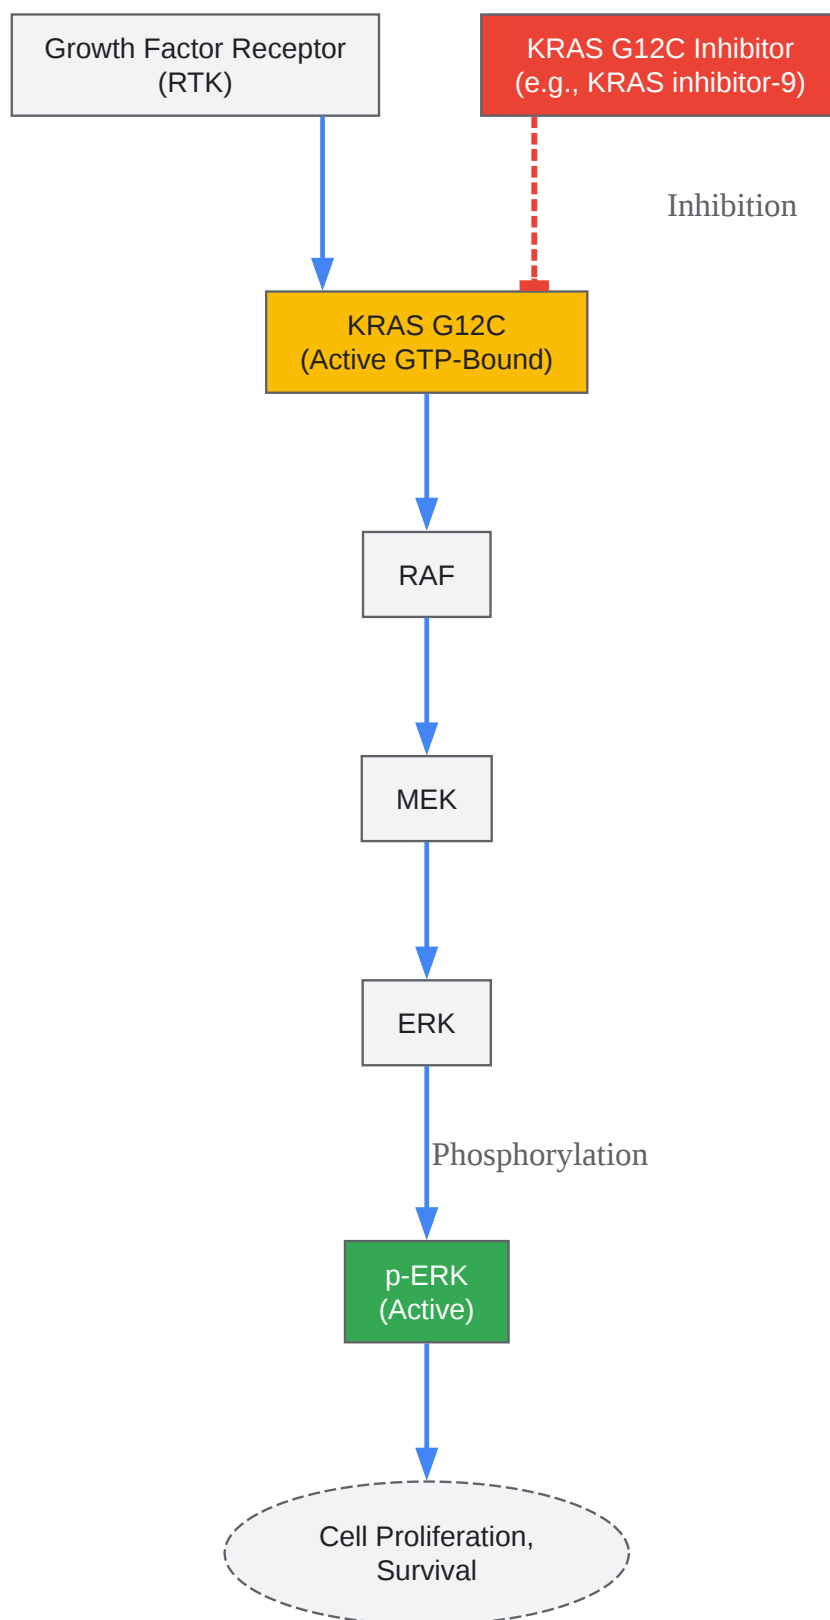 Growth Factor Receptor
(RTK)
KRAS G12C Inhibitor
(e.g., KRAS inhibitor-9)
Inhibition
KRAS G12C
(Active GTP-Bound)
RAF
MEK
ERK
Phosphorylation
p-ERK
(Active)
Cell Proliferation,
Survival